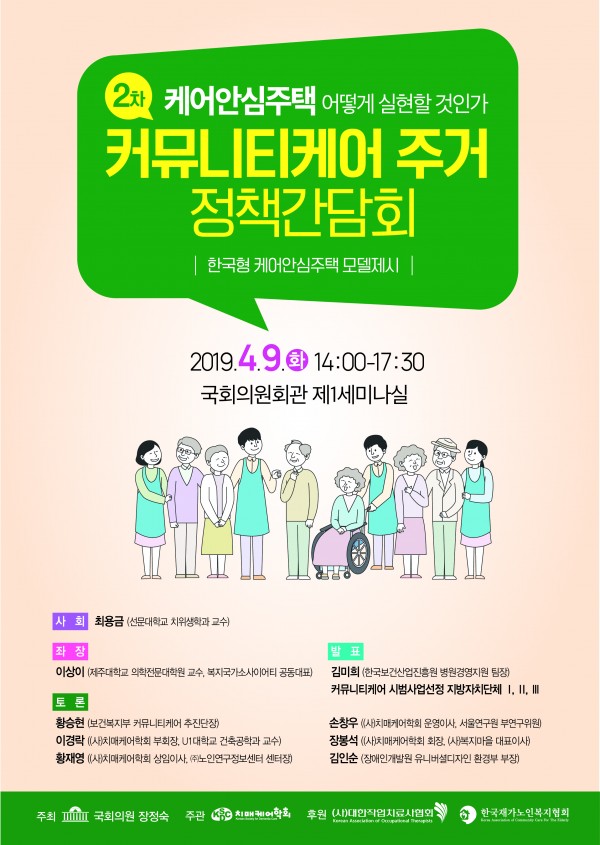 2차 케어안심주택 어떻게 실현할 것인가
커뮤니티케어 주거
정책간담회
| 한국형 케어안심주택 모델제시 |
2019.4.9.화 14:00-17:30
국회의원회관 제1세미나실
사 회 최용금 (선문대학교 치위생학과 교수)
좌 장
이상이 (제주대학교 의학전문대학원 교수, 복지국가소사이어티 공동대표)
발 표
김미희 (한국보건산업진흥원 병원경영지원 팀장)
커뮤니티케어 시범사업선정 지방자치단체 Ⅰ, Ⅱ, Ⅲ
토 론
황승현 (보건복지부 커뮤니티케어 추진단장)
이경락 ((사)치매케어학회 부회장, U1대학교 건축공학과 교수)
황재영 ((사)치매케어학회 상임이사, ㈜노인연구정보센터 센터장)
손창우 ((사)치매케어학회 운영이사, 서울연구원 부연구위원)
장봉석 ((사)치매케어학회 회장, (사)복지마을 대표이사)
김인순 (장애인개발원 유니버설디자인 환경부 부장)
주최 국회의원 장정숙 주관 치매케어학회 후원 (사)대한작업치료사협회 한국재가노인복지협회
Korean Association of Occupational Therapists